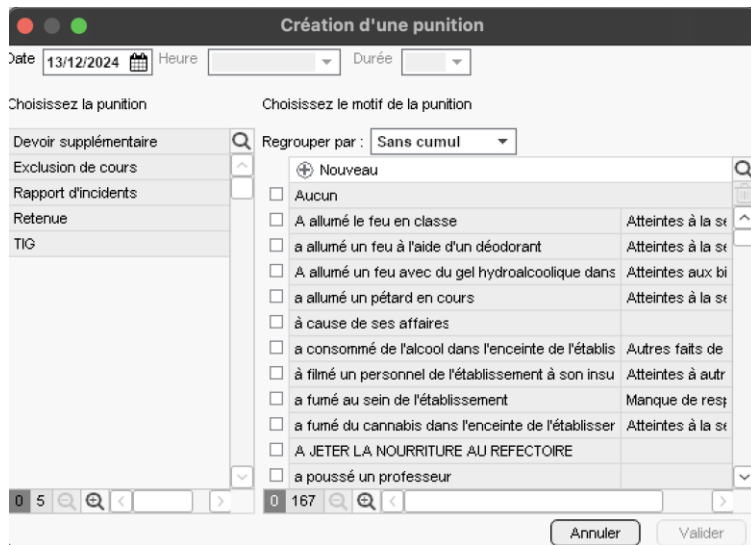 Création d'une punition
Date 13/12/2024 Heure Durée
Choisissez la punition
Devoir supplémentaire
Exclusion de cours
Rapport d'incidents
Retenue
TIG
0 5
Choisissez le motif de la punition
Regrouper par : Sans cumul
Nouveau
Aucun
A allumé le feu en classe Atteintes à la sé
a allumé un feu à l'aide d'un déodorant Atteintes à la sé
A allumé un feu avec du gel hydroalcoolique dans Atteintes aux bi
a allumé un pétard en cours Atteintes à la sé
à cause de ses affaires
a consommé de l'alcool dans l'enceinte de l'établis Autres faits de
à filmé un personnel de l'établissement à son insu Atteintes à autr
a fumé au sein de l'établissement Manque de resp
a fumé du cannabis dans l'enceinte de l'établisser Atteintes à la sé
A JETER LA NOURRITURE AU REFECTOIRE
a poussé un professeur
0 167
Annuler Valider